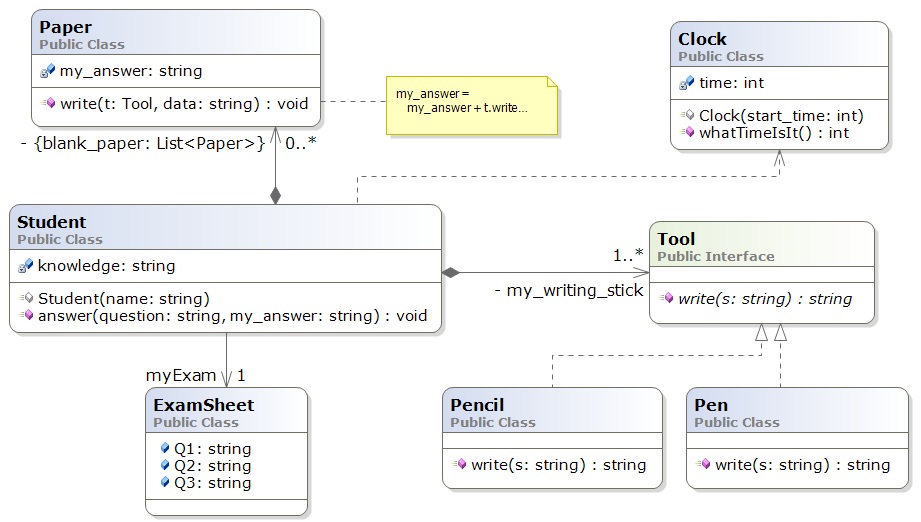 Paper
Public Class
my_answer: string
write(t: Tool, data: string) : void
my_answer =
my_answer + t.write...
Clock
Public Class
time: int
Clock(start_time: int)
whatTimeIsIt() : int
- {blank_paper: List<Paper>}
0..*
Student
Public Class
knowledge: string
Student(name: string)
answer(question: string, my_answer: string) : void
1..*
- my_writing_stick
Tool
Public Interface
write(s: string) : string
myExam
1
ExamSheet
Public Class
Q1: string
Q2: string
Q3: string
Pencil
Public Class
write(s: string) : string
Pen
Public Class
write(s: string) : string